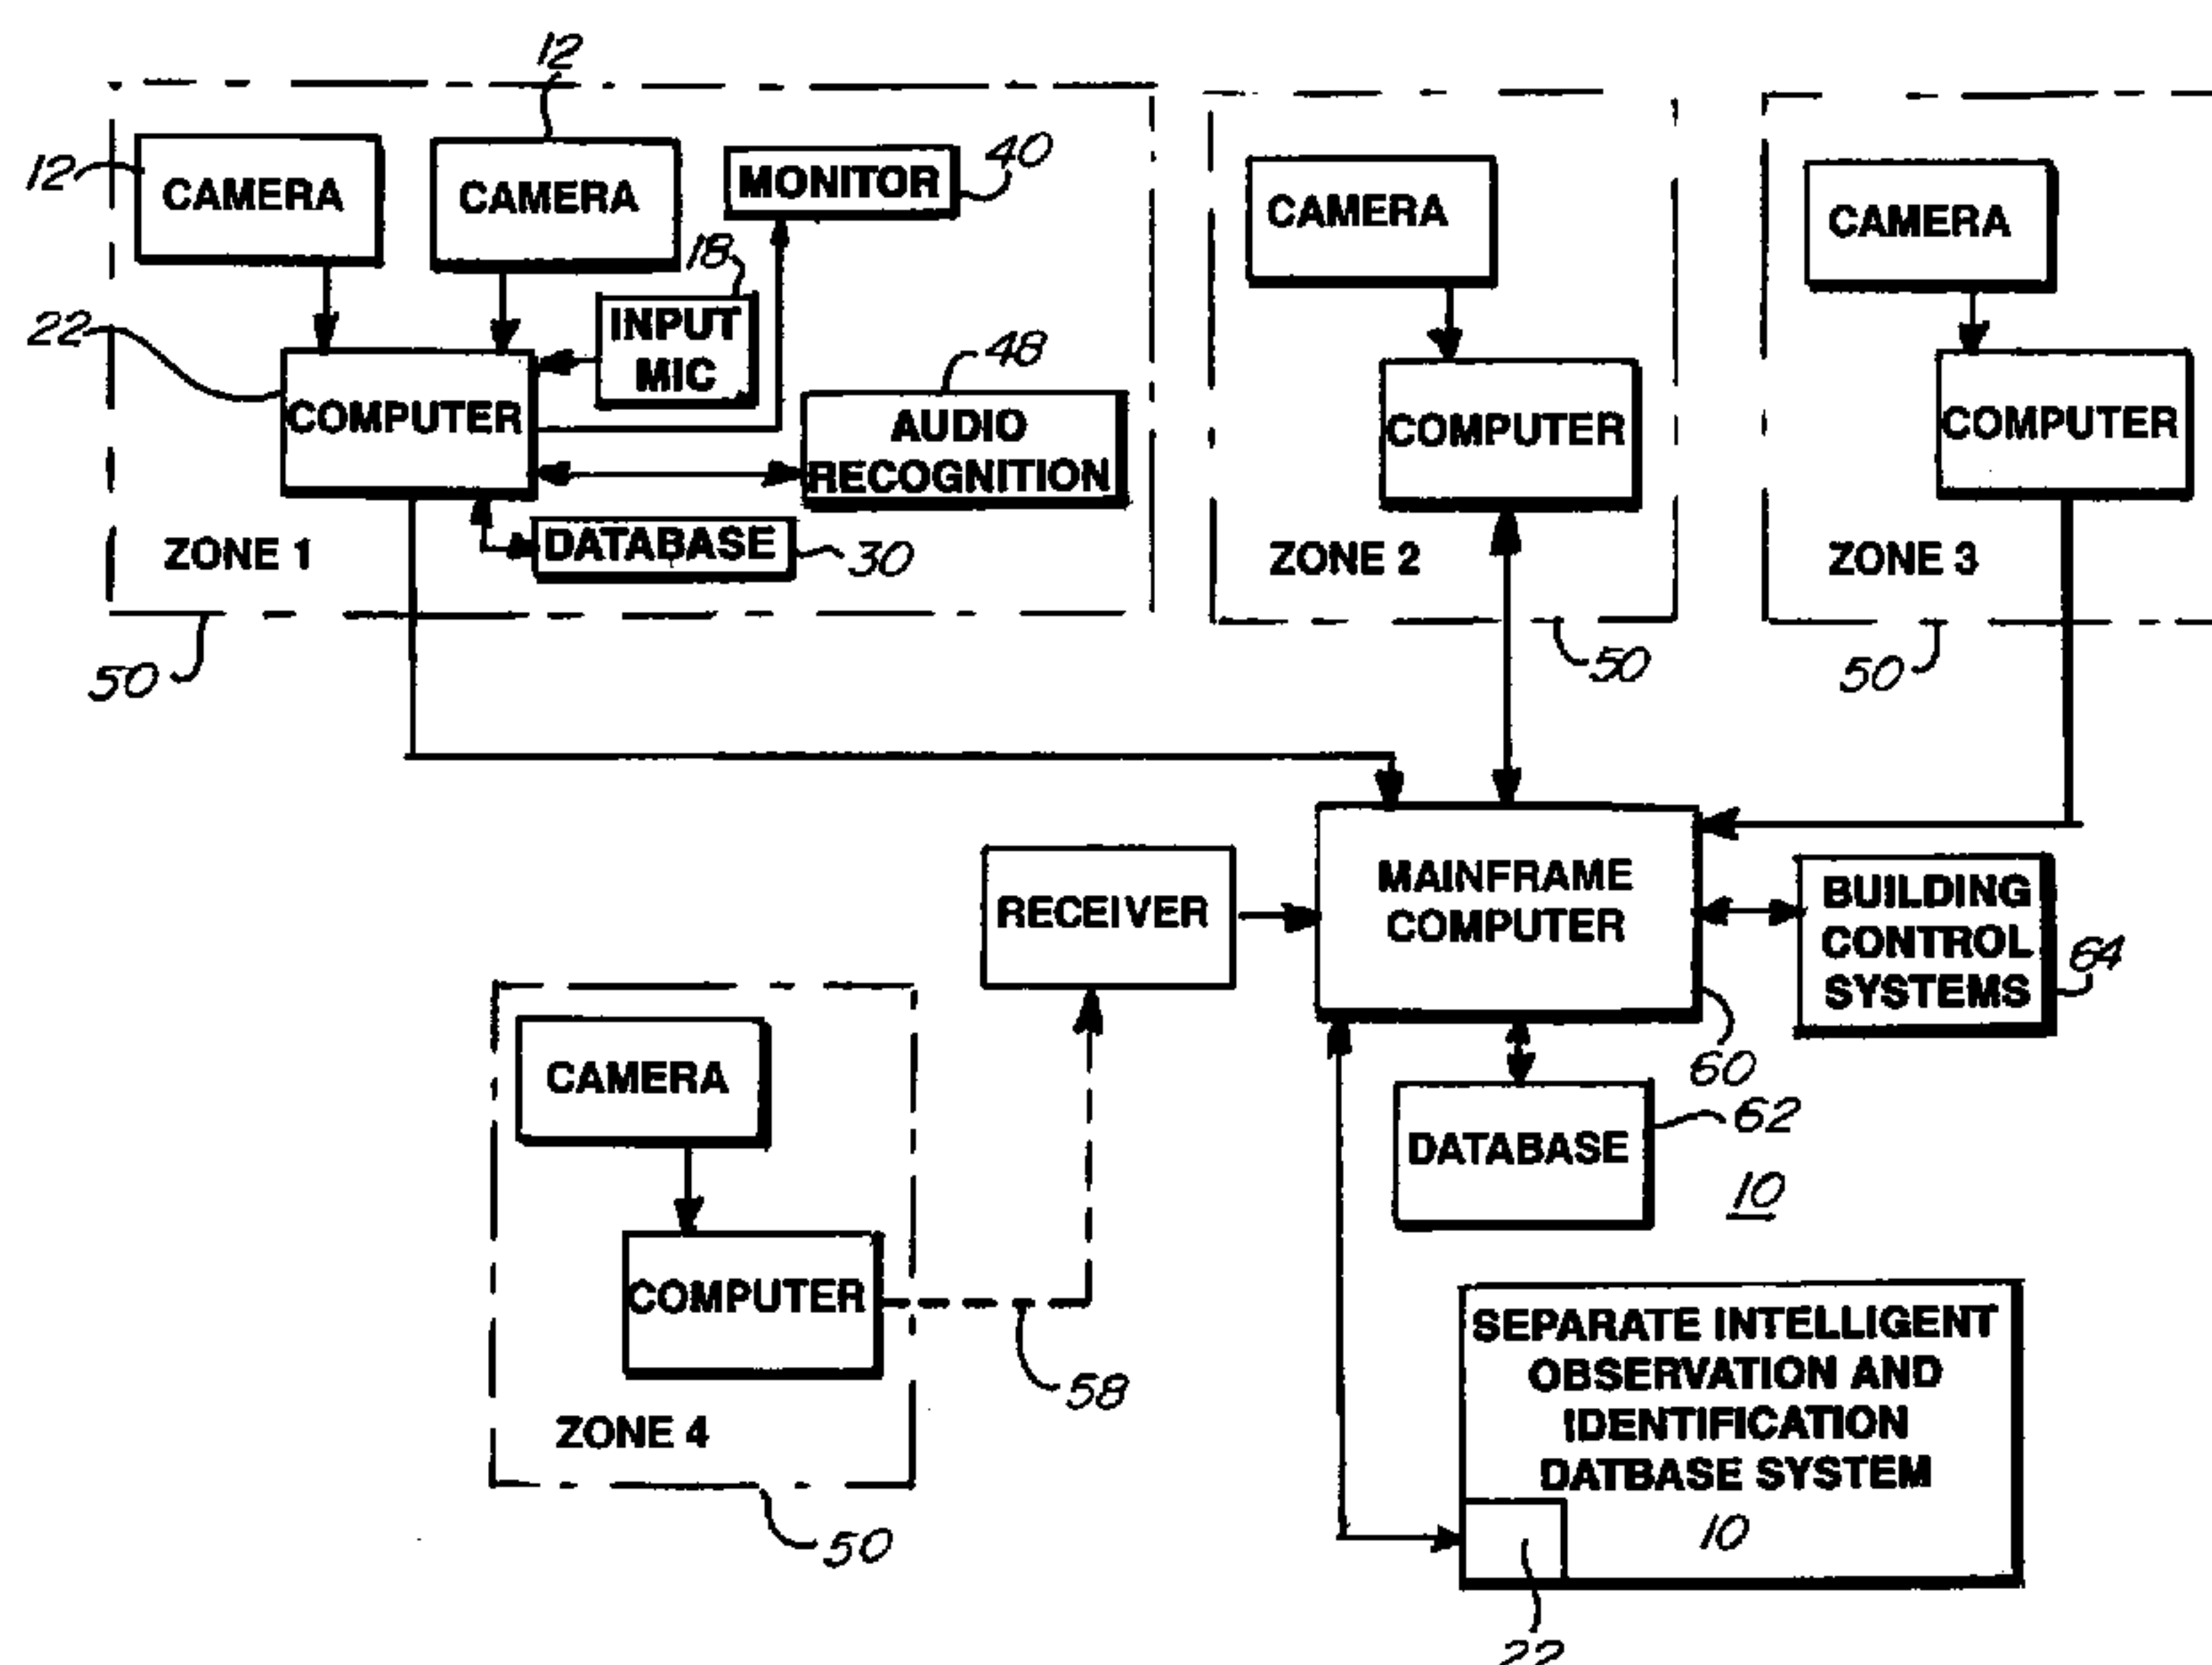 12
12
CAMERA
CAMERA
MONITOR
40
18
INPUT
MIC
22
COMPUTER
48
AUDIO
RECOGNITION
DATABASE
30
ZONE 1
50
CAMERA
COMPUTER
ZONE 2
50
CAMERA
COMPUTER
ZONE 3
50
RECEIVER
MAINFRAME
COMPUTER
60
BUILDING
CONTROL
SYSTEMS
64
DATABASE
62
10
CAMERA
COMPUTER
58
ZONE 4
50
SEPARATE INTELLIGENT
OBSERVATION AND
IDENTIFICATION
DATBASE SYSTEM
10
22